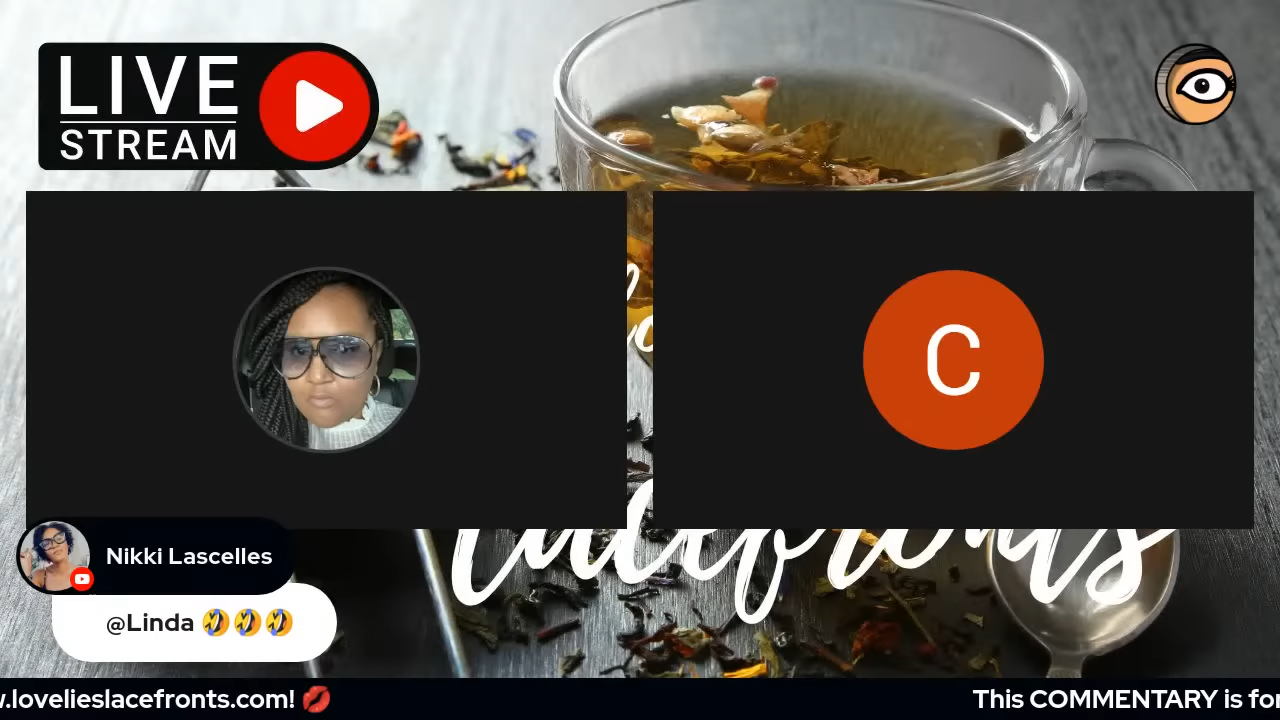 LIVE
STREAM
C
Nikki Lascelles
@Linda 🤣🤣🤣
w.lovelieslacefronts.com! 💋
This COMMENTARY is for